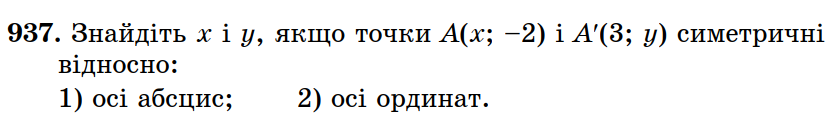 937. Знайдіть x і y, якщо точки A(x; −2) і A′(3; y) симетричні
відносно:
1) осі абсцис; 2) осі ординат.